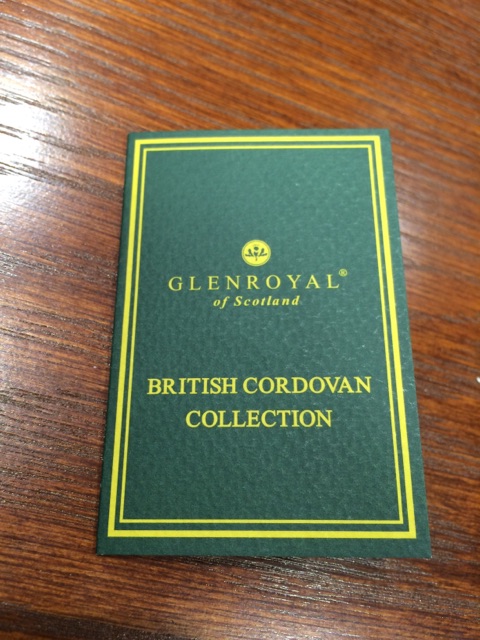 GLENROYAL®
of Scotland
BRITISH CORDOVAN
COLLECTION